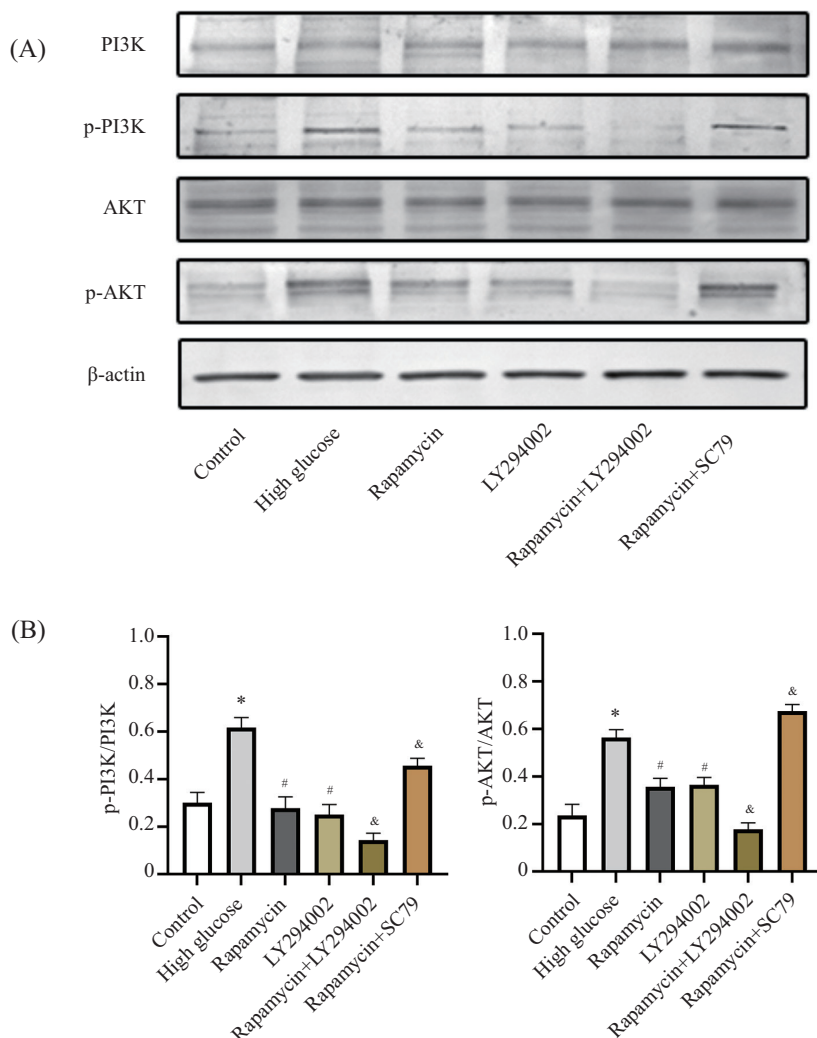 (A)
PI3K
p-PI3K
AKT
p-AKT
β-actin
Control
High glucose
Rapamycin
LY294002
Rapamycin+LY294002
Rapamycin+SC79
(B)
p-PI3K/PI3K
1.0
0.8
0.6
0.4
0.2
0
*
#
#
&
&
Control
High glucose
Rapamycin
LY294002
Rapamycin+LY294002
Rapamycin+SC79
p-AKT/AKT
1.0
0.8
0.6
0.4
0.2
0
*
#
#
&
&
Control
High glucose
Rapamycin
LY294002
Rapamycin+LY294002
Rapamycin+SC79